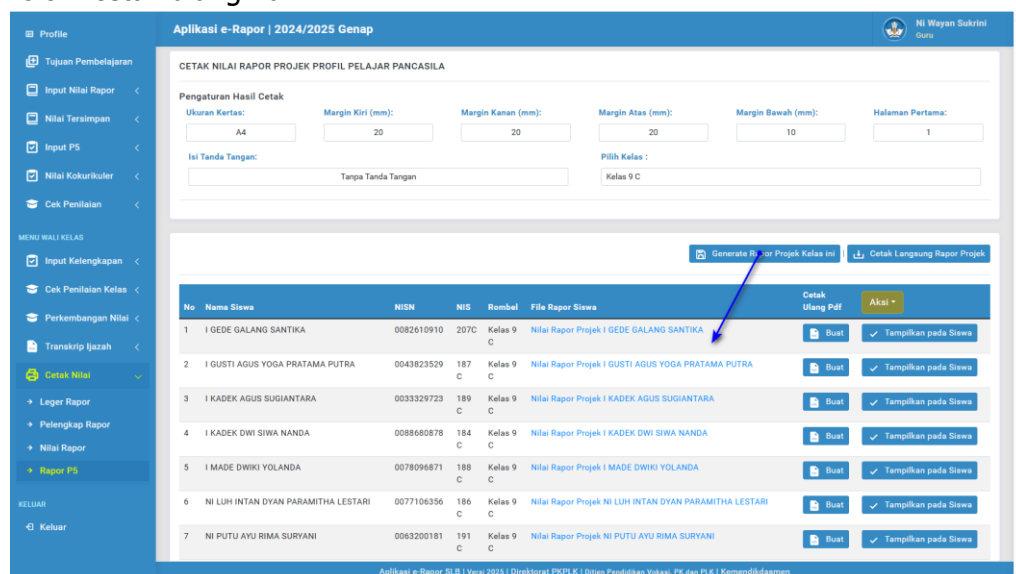 Profile
Tujuan Pembelajaran
Input Nilai Rapor
Nilai Tersimpan
Input P5
Nilai Kokurikuler
Cek Penilaian
MENU WALI KELAS
Input Kelengkapan
Cek Penilaian Kelas
Perkembangan Nilai
Transkrip Ijazah
Cetak Nilai
Leger Rapor
Pelengkap Rapor
Nilai Rapor
Rapor P5
KELUAR
Keluar
Aplikasi e-Rapor | 2024/2025 Genap
Ni Wayan Sukrini
Guru
CETAK NILAI RAPOR PROJEK PROFIL PELAJAR PANCASILA
Pengaturan Hasil Cetak
Ukuran Kertas: Margin Kiri (mm): Margin Kanan (mm): Margin Atas (mm): Margin Bawah (mm): Halaman Pertama:
A4 20 20 20 10 1
Isi Tanda Tangan: Pilih Kelas :
Tanpa Tanda Tangan Kelas 9 C
Generate Rapor Projek Kelas ini | Cetak Langsung Rapor Projek
No Nama Siswa NISN NIS Rombel File Rapor Siswa Cetak Ulang Pdf Aksi
1 I GEDE GALANG SANTIKA 0082610910 207C Kelas 9 C Nilai Rapor Projek I GEDE GALANG SANTIKA Buat Tampilkan pada Siswa
2 I GUSTI AGUS YOGA PRATAMA PUTRA 0043823529 187 C Kelas 9 C Nilai Rapor Projek I GUSTI AGUS YOGA PRATAMA PUTRA Buat Tampilkan pada Siswa
3 I KADEK AGUS SUGIANTARA 0033329723 189 C Kelas 9 C Nilai Rapor Projek I KADEK AGUS SUGIANTARA Buat Tampilkan pada Siswa
4 I KADEK DWI SIWA NANDA 0088680878 184 C Kelas 9 C Nilai Rapor Projek I KADEK DWI SIWA NANDA Buat Tampilkan pada Siswa
5 I MADE DWIKI YOLANDA 0078096871 188 C Kelas 9 C Nilai Rapor Projek I MADE DWIKI YOLANDA Buat Tampilkan pada Siswa
6 NI LUH INTAN DYAN PARAMITHA LESTARI 0077106356 186 C Kelas 9 C Nilai Rapor Projek NI LUH INTAN DYAN PARAMITHA LESTARI Buat Tampilkan pada Siswa
7 NI PUTU AYU RIMA SURYANI 0063200181 191 C Kelas 9 C Nilai Rapor Projek NI PUTU AYU RIMA SURYANI Buat Tampilkan pada Siswa
Aplikasi e-Rapor SLB | Versi 2025 | Direktorat PKPLK | Ditjen Pendidikan Vokasi, PK dan PLK | Kemendikdasmen